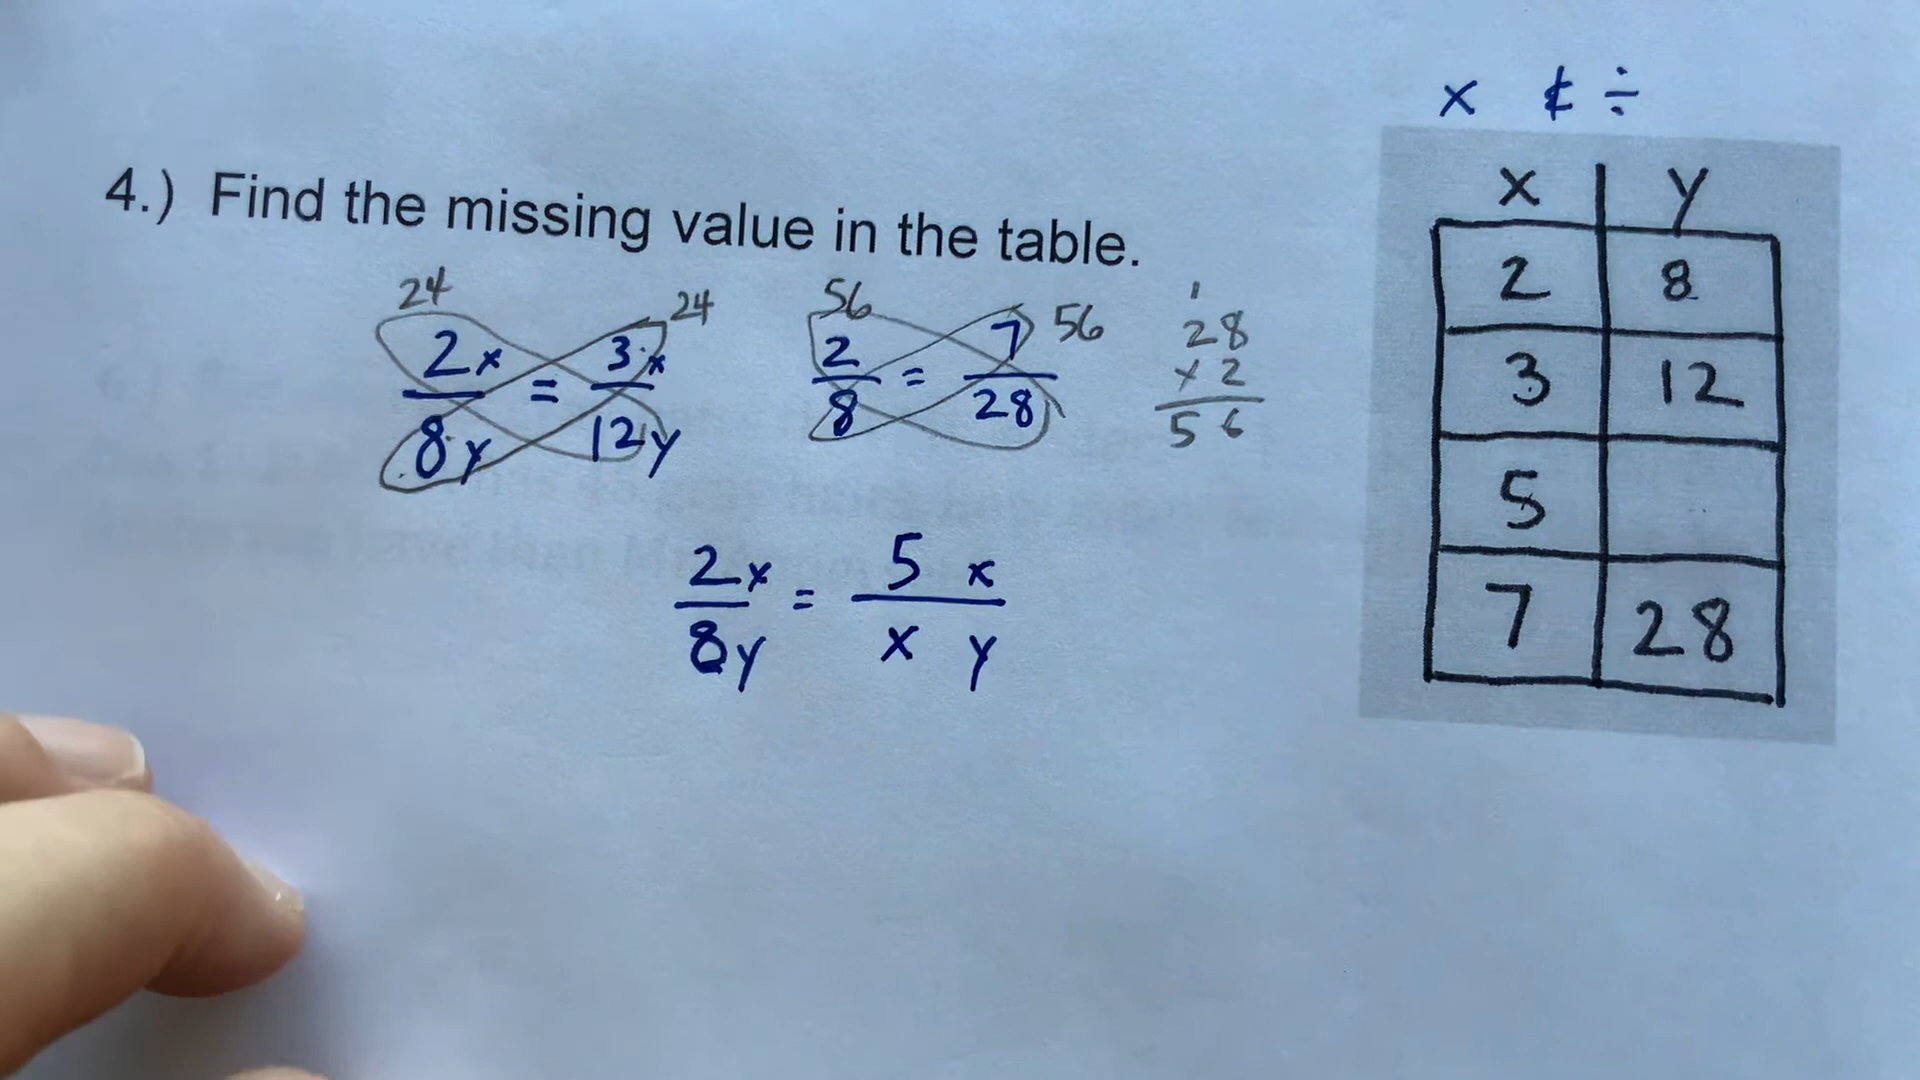 x ¢ ÷
4.) Find the missing value in the table.
24 24 56 56
2x/8y = 3x/12y
2/8 = 7/28
1
28
x 2
56
2x/8y = 5 x/x y
x y
2 8
3 12
5
7 28